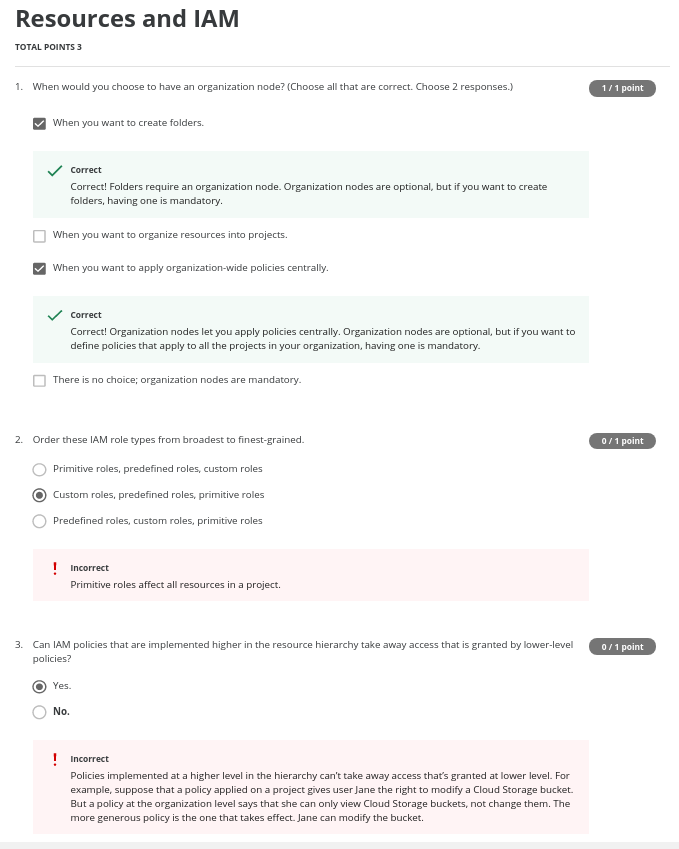 Resources and IAM
TOTAL POINTS 3
1. When would you choose to have an organization node? (Choose all that are correct. Choose 2 responses.)
1 / 1 point
When you want to create folders.
Correct
Correct! Folders require an organization node. Organization nodes are optional, but if you want to create
folders, having one is mandatory.
When you want to organize resources into projects.
When you want to apply organization-wide policies centrally.
Correct
Correct! Organization nodes let you apply policies centrally. Organization nodes are optional, but if you want to
define policies that apply to all the projects in your organization, having one is mandatory.
There is no choice; organization nodes are mandatory.
2. Order these IAM role types from broadest to finest-grained.
0 / 1 point
Primitive roles, predefined roles, custom roles
Custom roles, predefined roles, primitive roles
Predefined roles, custom roles, primitive roles
Incorrect
Primitive roles affect all resources in a project.
3. Can IAM policies that are implemented higher in the resource hierarchy take away access that is granted by lower-level
policies?
0 / 1 point
Yes.
No.
Incorrect
Policies implemented at a higher level in the hierarchy can't take away access that's granted at lower level. For
example, suppose that a policy applied on a project gives user Jane the right to modify a Cloud Storage bucket.
But a policy at the organization level says that she can only view Cloud Storage buckets, not change them. The
more generous policy is the one that takes effect. Jane can modify the bucket.